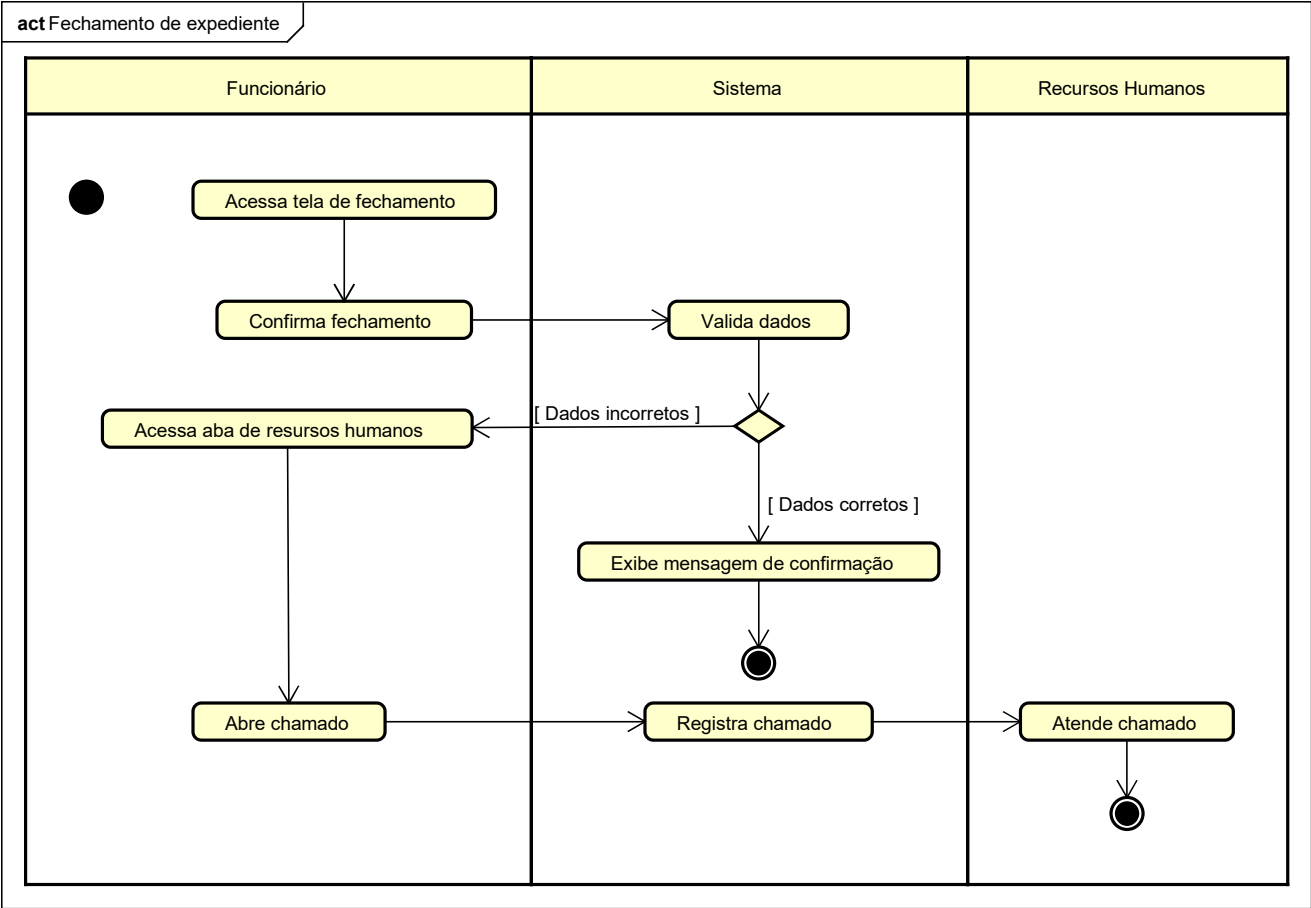 act Fechamento de expediente
Funcionário
Sistema
Recursos Humanos
Acessa tela de fechamento
Confirma fechamento
Valida dados
[ Dados incorretos ]
Acessa aba de resursos humanos
[ Dados corretos ]
Exibe mensagem de confirmação
Abre chamado
Registra chamado
Atende chamado